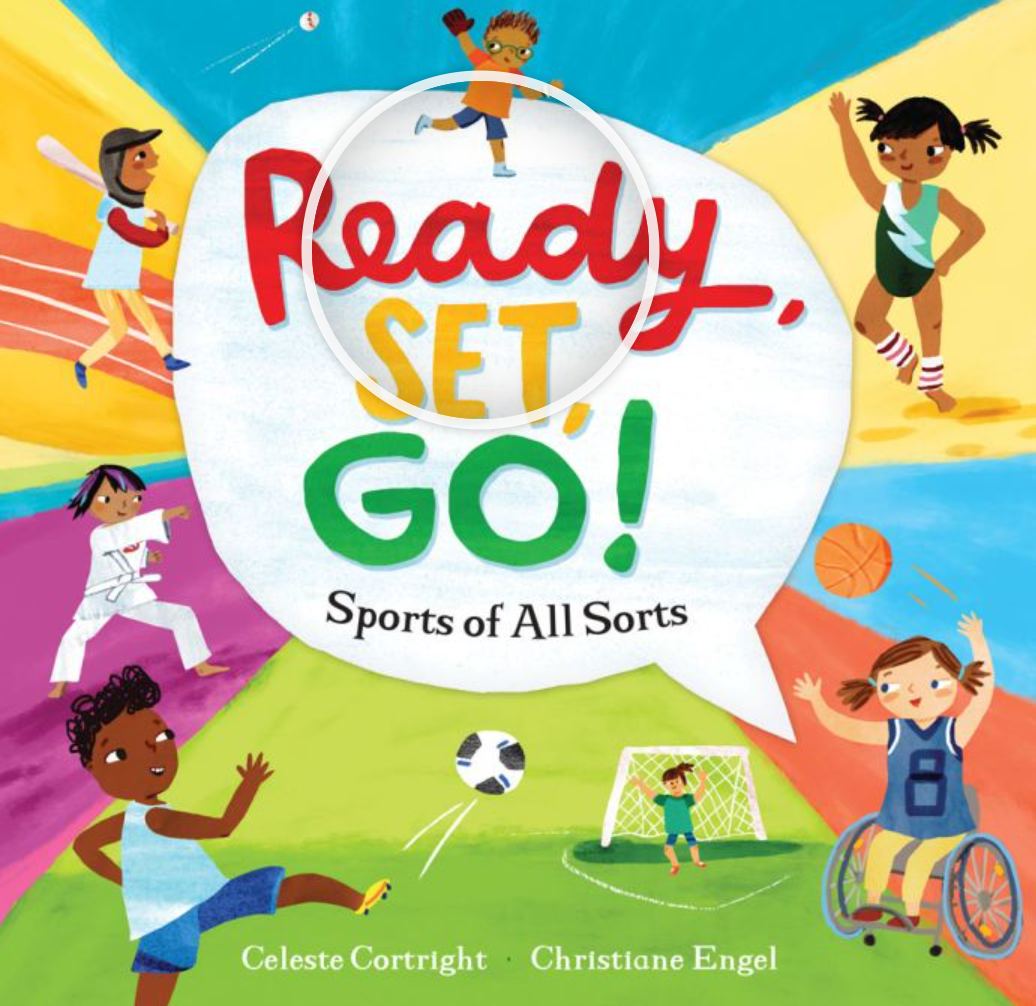 Ready,
SET,
GO!
Sports of All Sorts
8
Celeste Cortright · Christiane Engel